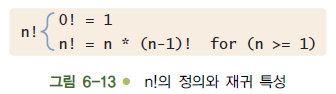 0! = 1
n!
n! = n * (n-1)! for (n >= 1)
그림 6-13 ● n!의 정의와 재귀 특성